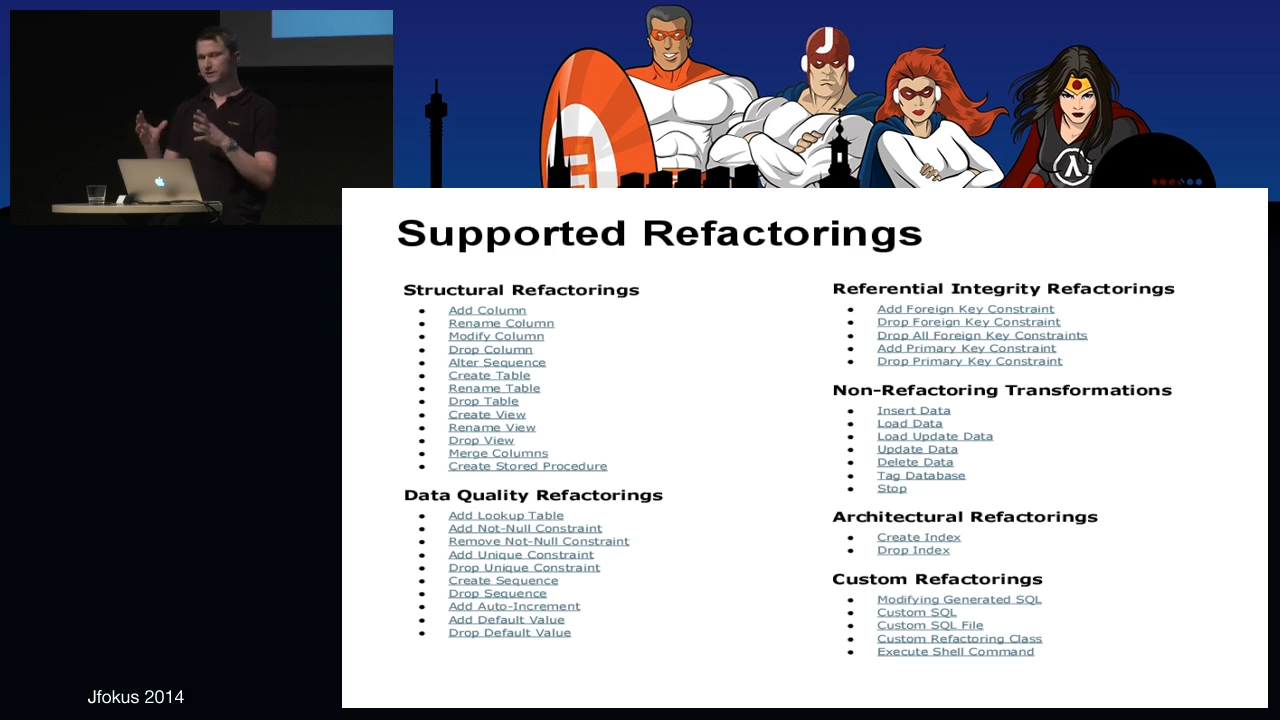 Supported Refactorings
Structural Refactorings
Add Column
Rename Column
Modify Column
Drop Column
Alter Sequence
Create Table
Rename Table
Drop Table
Create View
Rename View
Drop View
Merge Columns
Create Stored Procedure
Data Quality Refactorings
Add Lookup Table
Add Not-Null Constraint
Remove Not-Null Constraint
Add Unique Constraint
Drop Unique Constraint
Create Sequence
Drop Sequence
Add Auto-Increment
Add Default Value
Drop Default Value
Referential Integrity Refactorings
Add Foreign Key Constraint
Drop Foreign Key Constraint
Drop All Foreign Key Constraints
Add Primary Key Constraint
Drop Primary Key Constraint
Non-Refactoring Transformations
Insert Data
Load Data
Load Update Data
Update Data
Delete Data
Tag Database
Stop
Architectural Refactorings
Create Index
Drop Index
Custom Refactorings
Modifying Generated SQL
Custom SQL
Custom SQL File
Custom Refactoring Class
Execute Shell Command
Jfokus 2014
J
λ